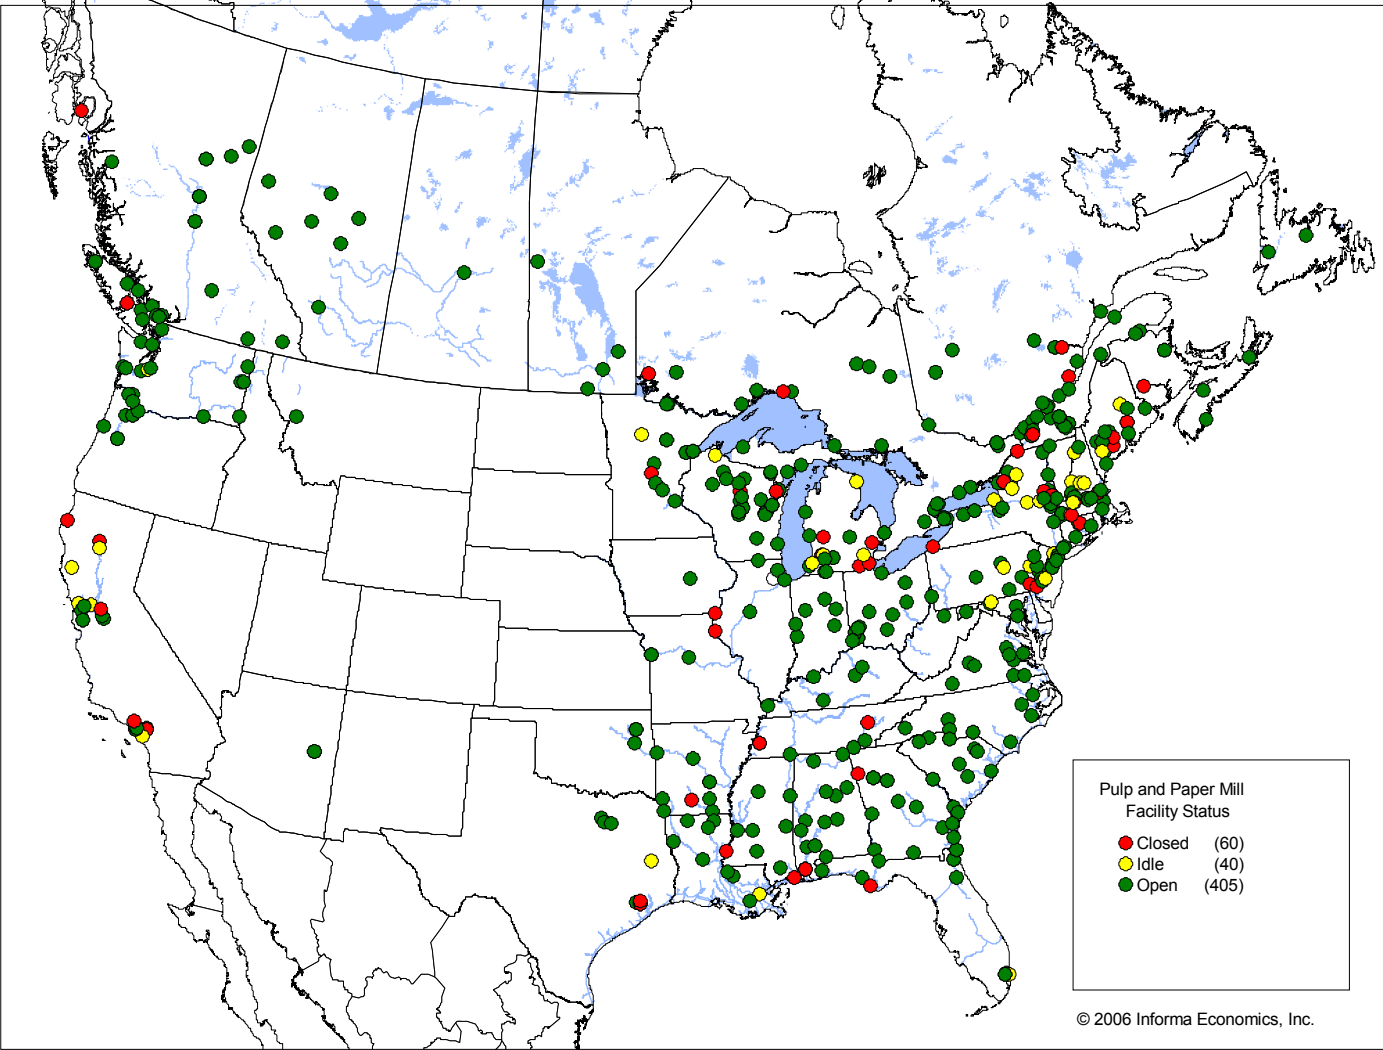 Pulp and Paper Mill
Facility Status
Closed (60)
Idle (40)
Open (405)
© 2006 Informa Economics, Inc.